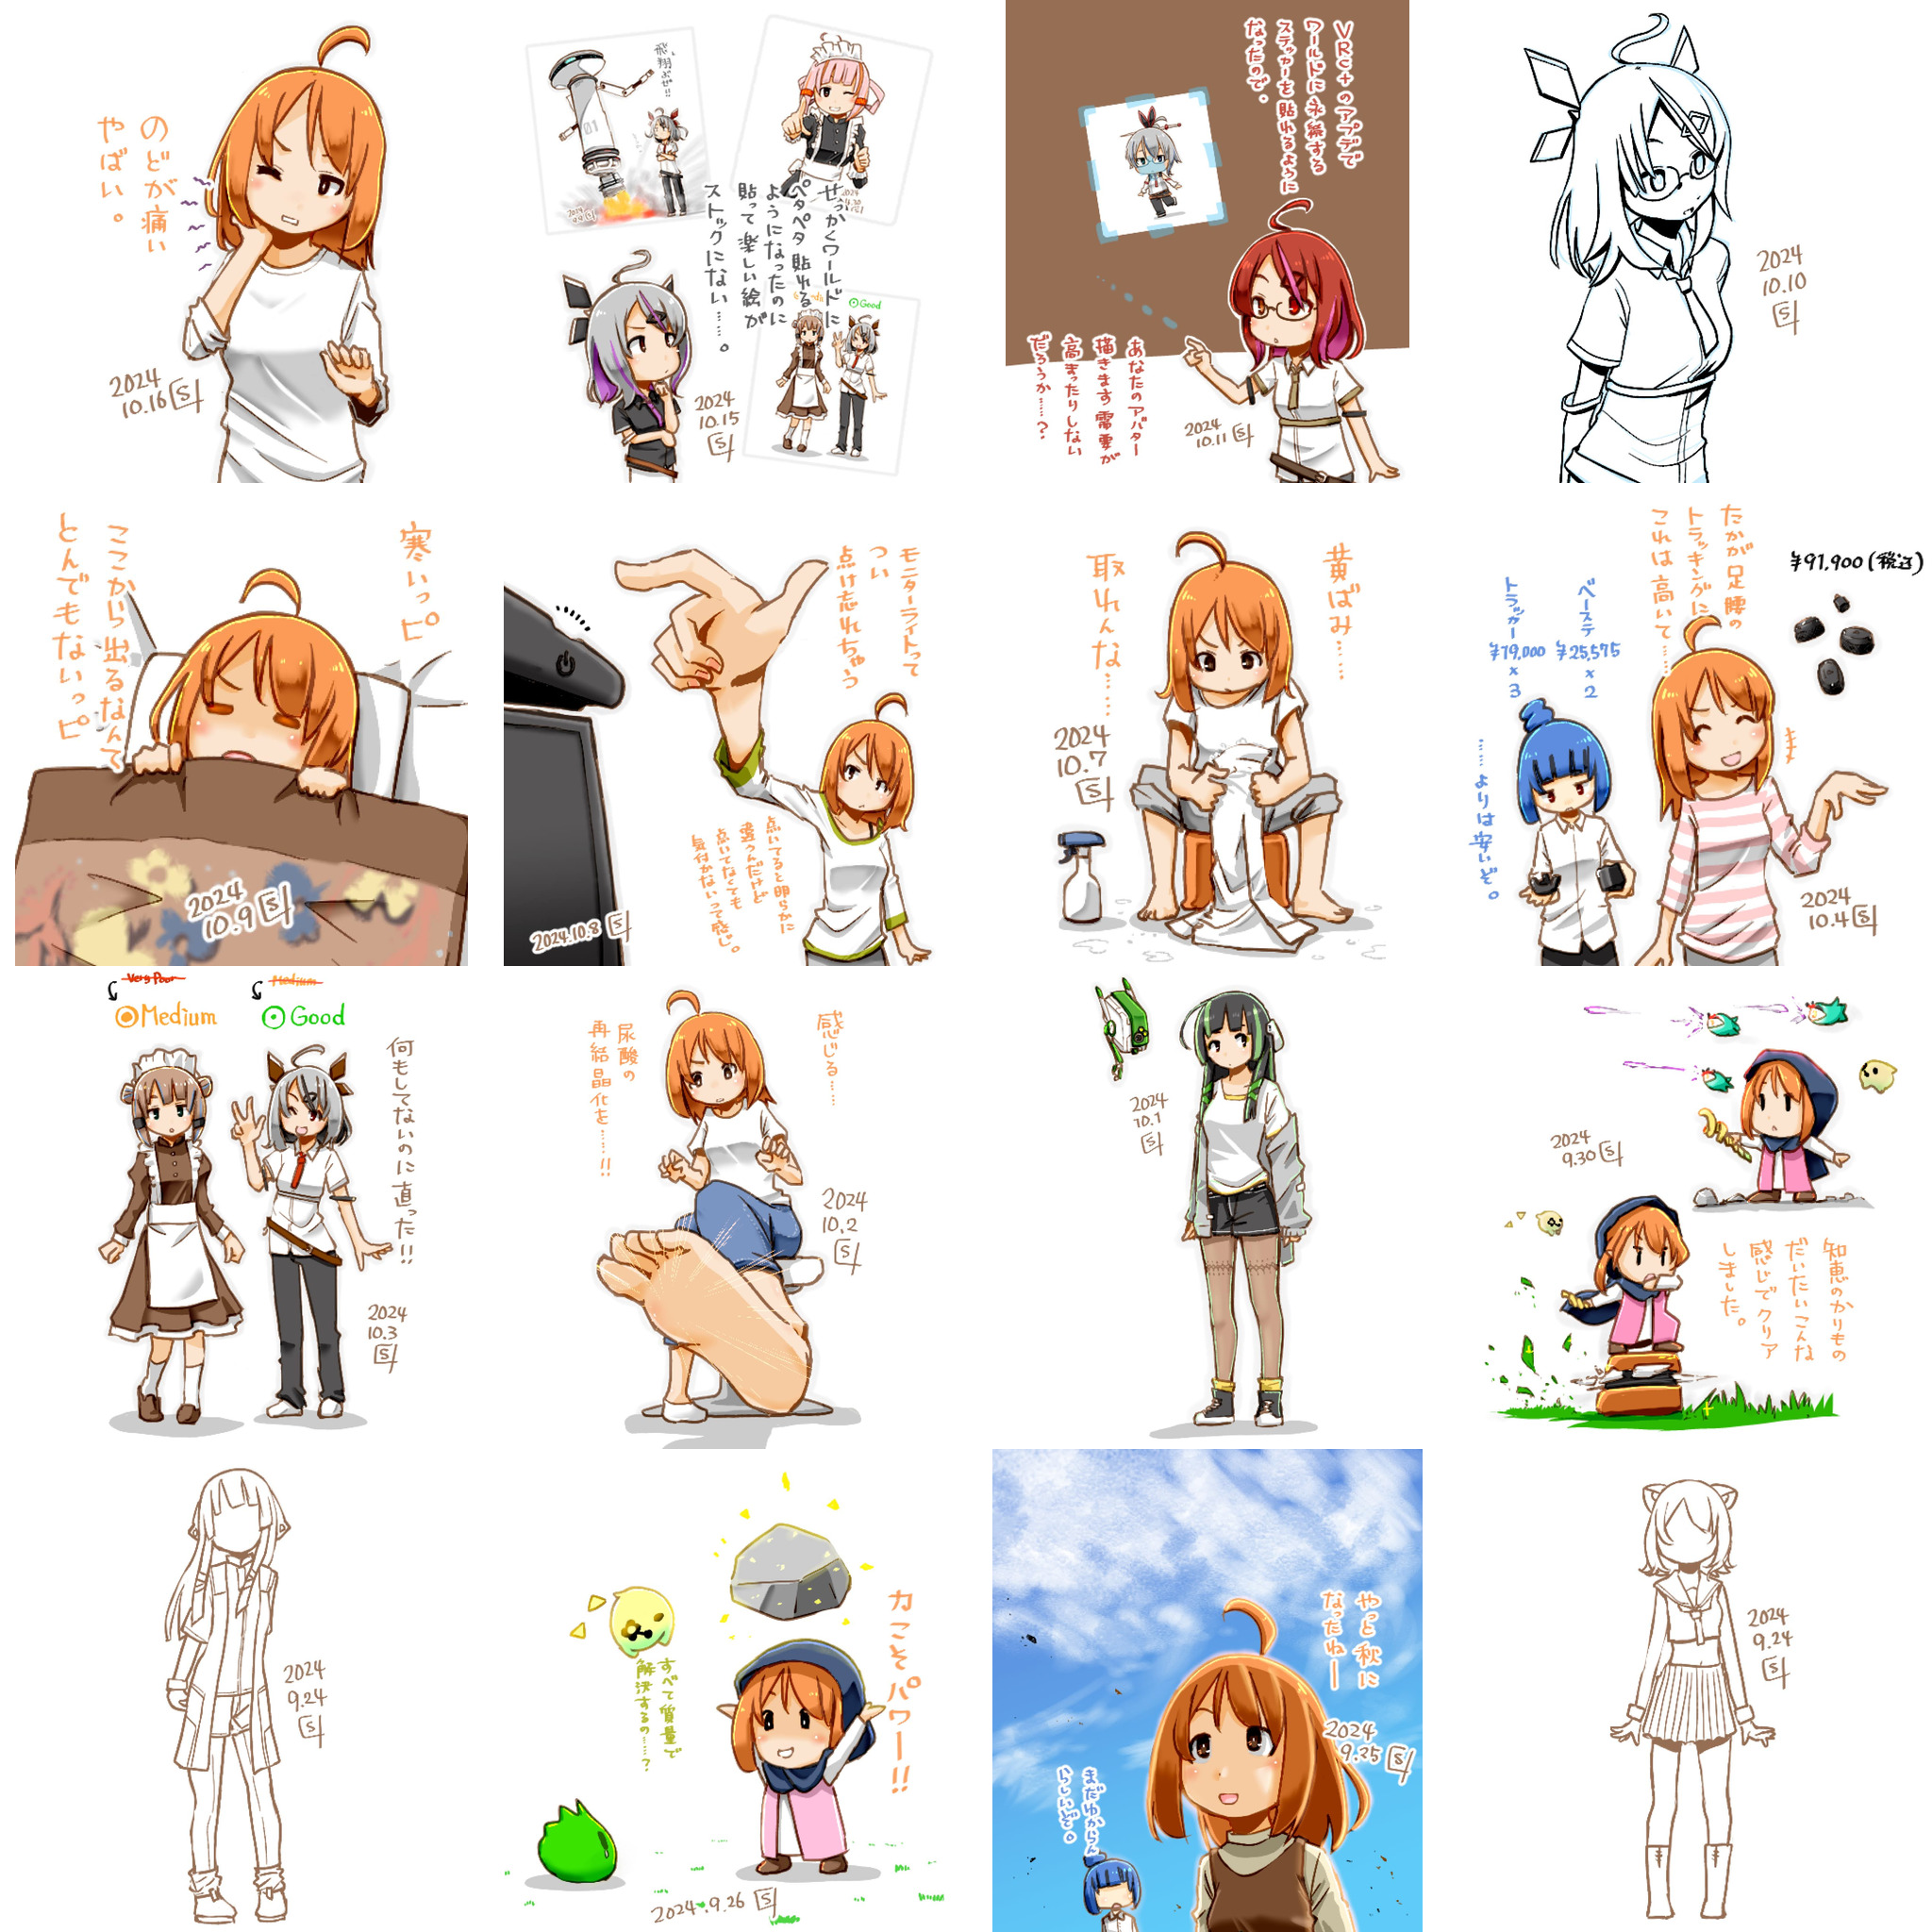 のどが痛い
やばい。
2024
10.16 S
飛翔ぶぜ!!
01
2024
せっかくワールドに
ペタペタ貼れる
ようになったのに
貼って楽しい絵が
ストックにない……。
Good
2024
10.15
S
VRC+のアプデで
ワールドに永続する
ステッカーを貼れるように
なったので、
あなたのアバター
描きます需要が
高まったりしない
だろうか……?
2024
10.11 S
2024
10.10
S
寒いっピ
ここから出るなんて
とんでもないっピ
2024
10.9 S
モニターライトって
つい
点け忘れちゃう
点いてると明らかに
違うんだけど
点いてなくても
気付かないって感じ。
2024.10.8 S
黄ばみ……
取れんな……
2024
10.7
S
たかが足腰の
トラッキングに
これは高いて……
¥91,900(税込)
ベーステ
¥25,575
x
2
トラッカー
¥19,000
x
3
……よりは安いぞ。
2024
10.4 S
Very Poor
Medium
Medium
Good
何もしてないのに直った!!
2024
10.3
S
感じる……
尿酸の
再結晶化を……!!
2024
10.2
S
2024
10.1
S
2024
9.30 S
知恵のかりもの
だいたいこんな
感じでクリア
しました。
2024
9.24
S
力こそパワー!!
すべて質量で
解決するの……?
2024.9.26 S
やっと秋に
なったねー
2024
9.25 S
まだゆからん
らしいぞ。
2024
9.24
S